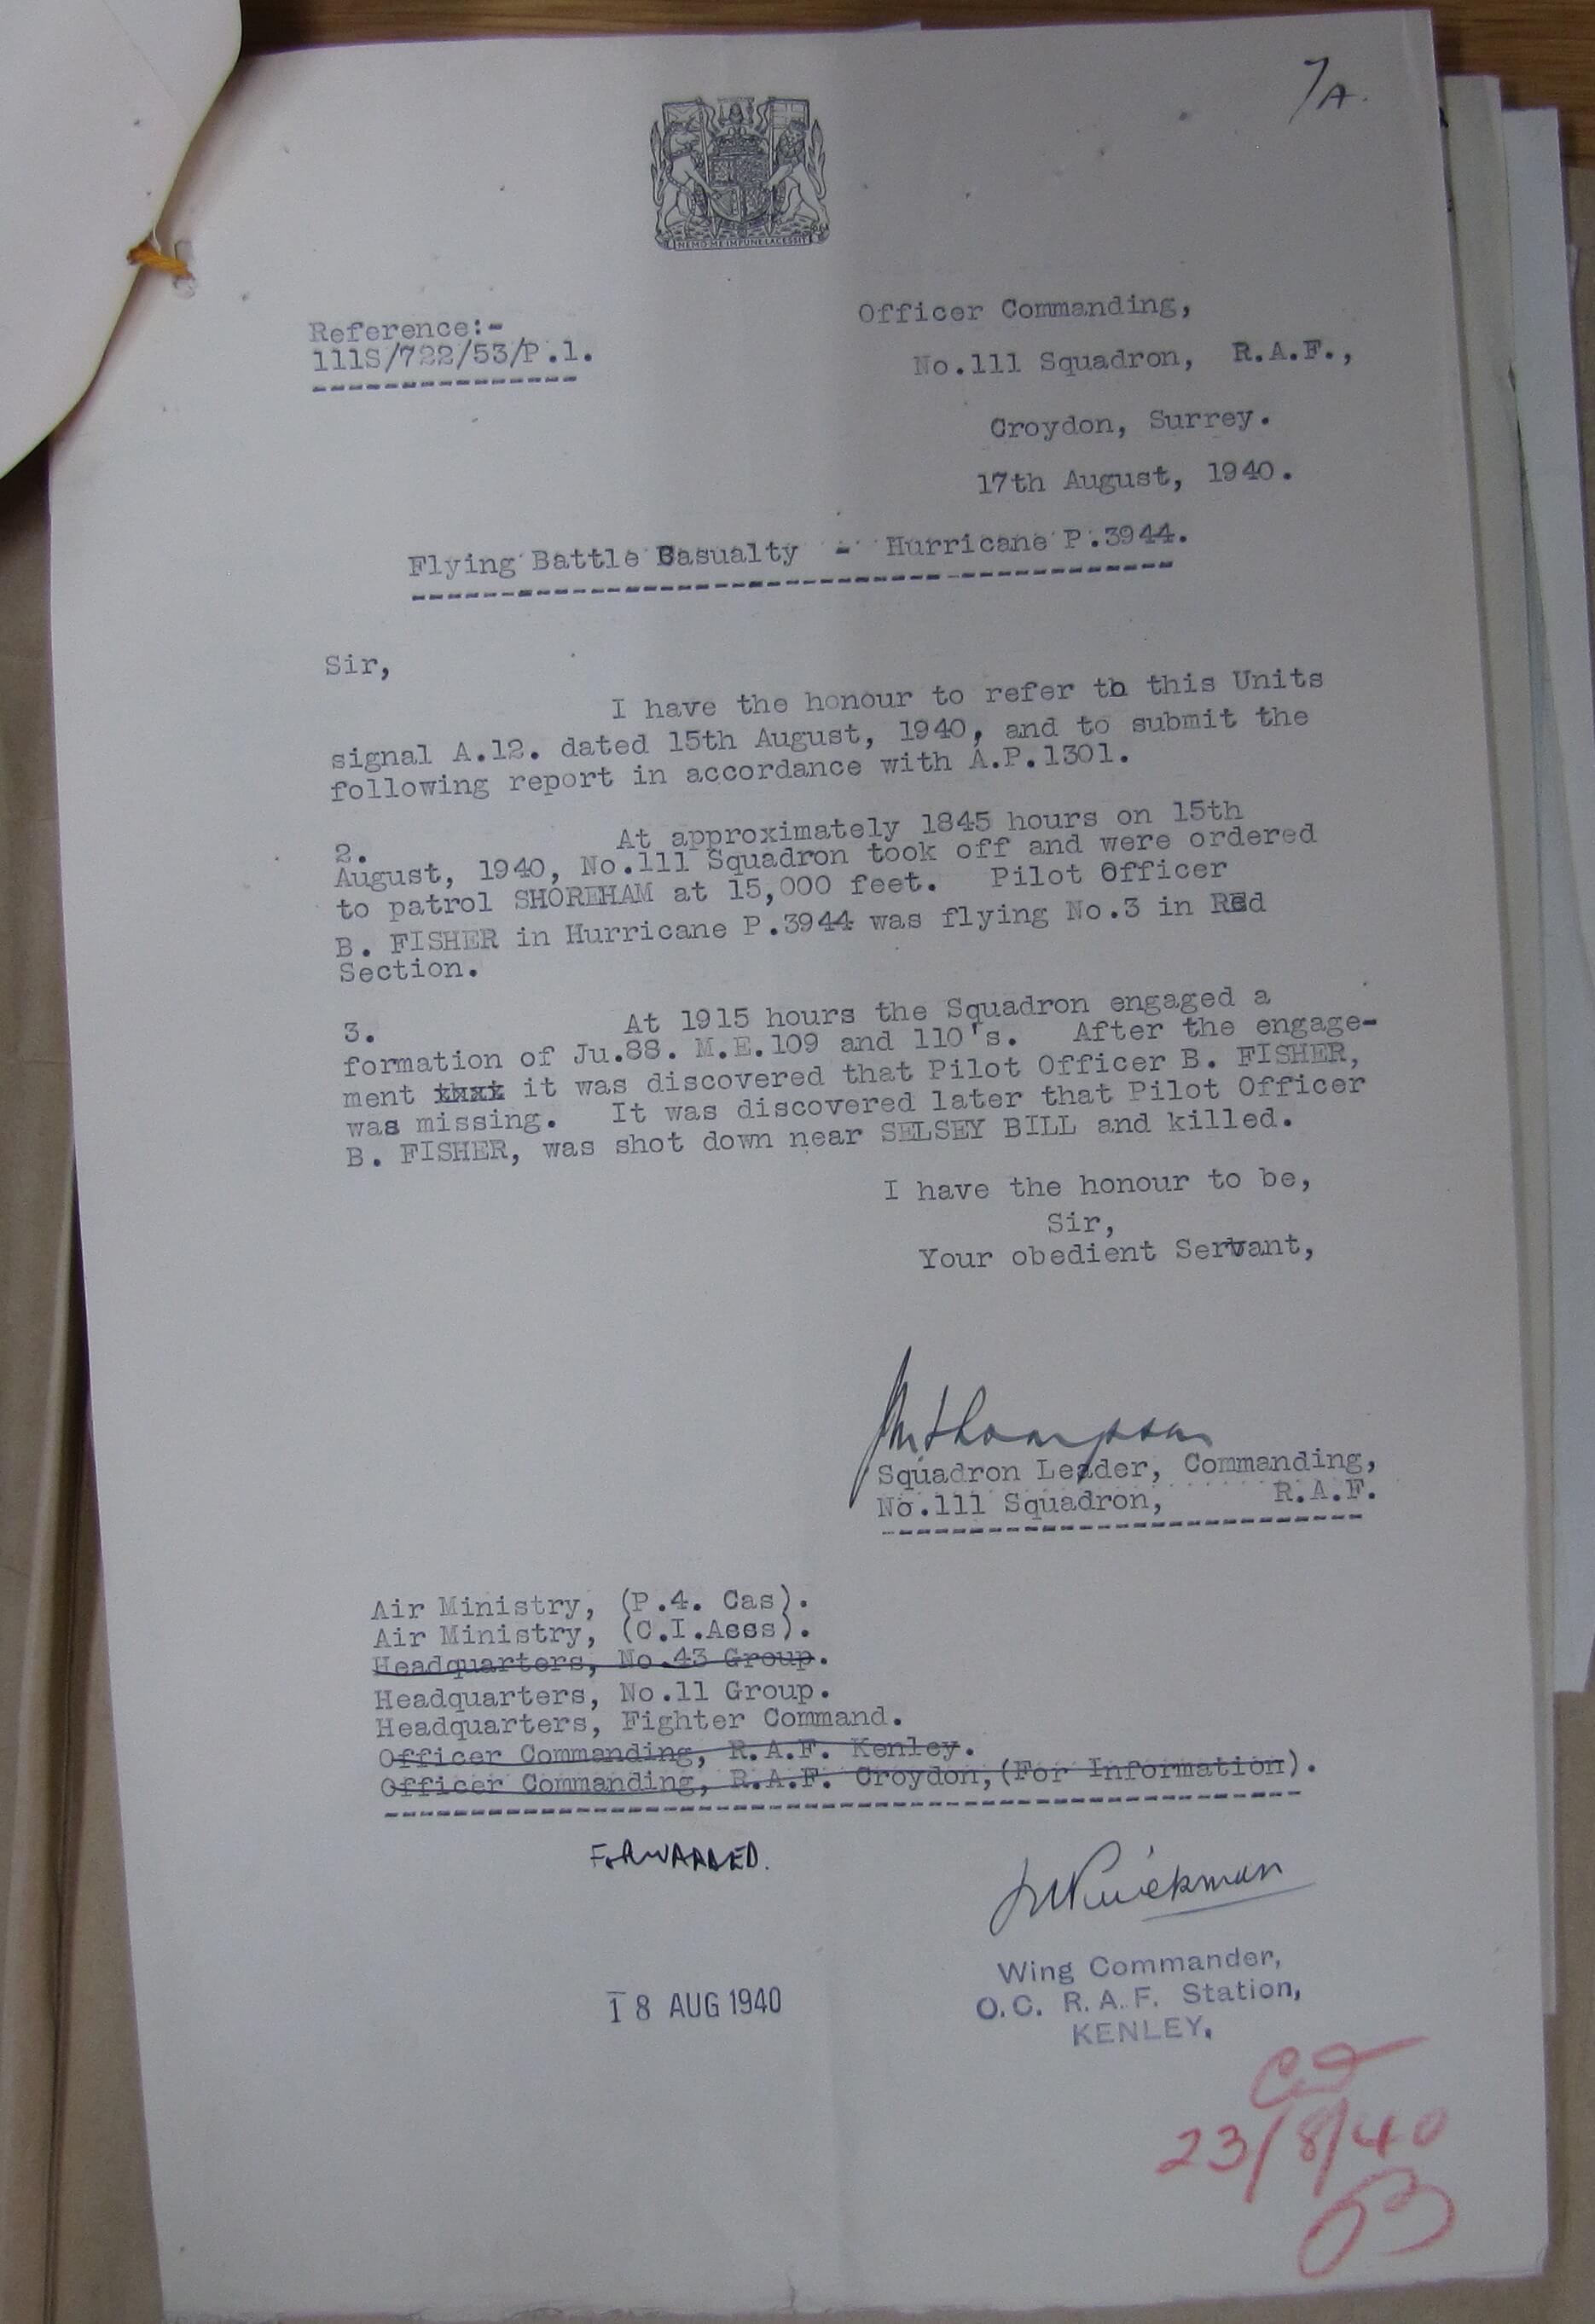 7A.
NEMO ME IMPUNE LACESSIT
Reference:-
111S/722/53/P.1.
Officer Commanding,
No.111 Squadron, R.A.F.,
Croydon, Surrey.
17th August, 1940.
Flying Battle Casualty - Hurricane P.3944.
Sir,
I have the honour to refer to this Units
signal A.12. dated 15th August, 1940, and to submit the
following report in accordance with A.P.1301.
2. At approximately 1845 hours on 15th
August, 1940, No.111 Squadron took off and were ordered
to patrol SHOREHAM at 15,000 feet. Pilot Officer
B. FISHER in Hurricane P.3944 was flying No.3 in Red
Section.
3. At 1915 hours the Squadron engaged a
formation of Ju.88. M.E.109 and 110's. After the engage-
ment that it was discovered that Pilot Officer B. FISHER,
was missing. It was discovered later that Pilot Officer
B. FISHER, was shot down near SELSEY BILL and killed.
I have the honour to be,
Sir,
Your obedient Servant,
JMThompson
Squadron Leader, Commanding,
No.111 Squadron, R.A.F.
Air Ministry, (P.4. Cas).
Air Ministry, (C.I.Accs).
Headquarters, No.43 Group.
Headquarters, No.11 Group.
Headquarters, Fighter Command.
Officer Commanding, R.A.F. Kenley.
Officer Commanding, R.A.F. Croydon,(For Information).
FORWARDED.
18 AUG 1940
Wing Commander,
O.C. R.A.F. Station,
KENLEY.
23/8/40